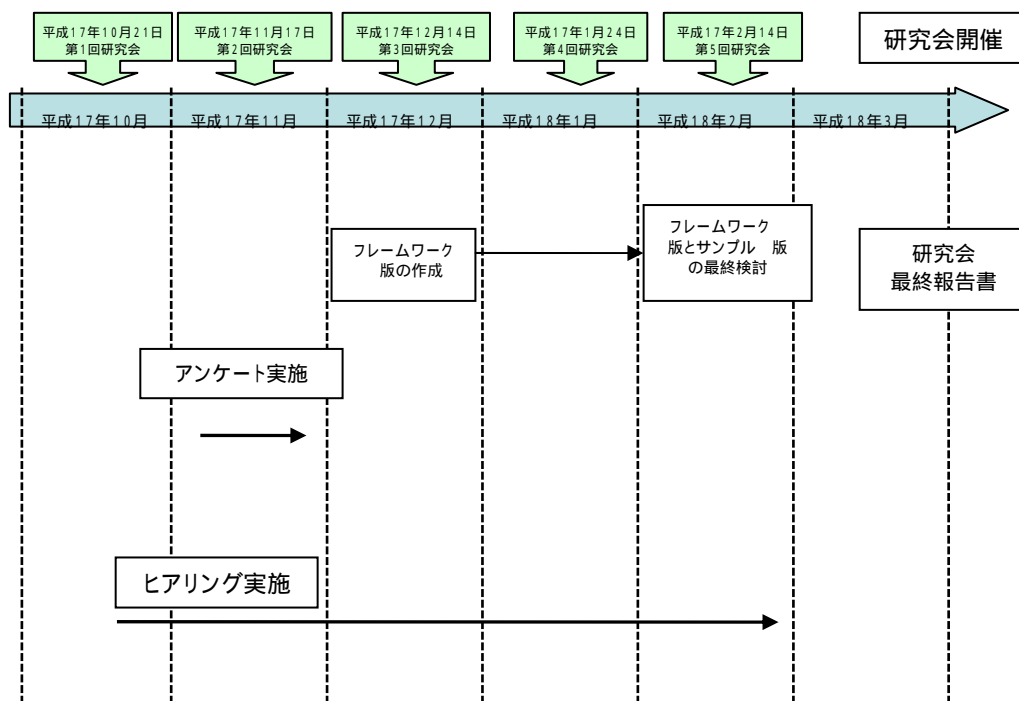 平成17年10月21日
第1回研究会
平成17年11月17日
第2回研究会
平成17年12月14日
第3回研究会
平成17年1月24日
第4回研究会
平成17年2月14日
第5回研究会
研究会開催
平成17年10月
平成17年11月
平成17年12月
平成18年1月
平成18年2月
平成18年3月
フレームワーク
版の作成
フレームワーク
版とサンプル 版
の最終検討
研究会
最終報告書
アンケート実施
ヒアリング実施